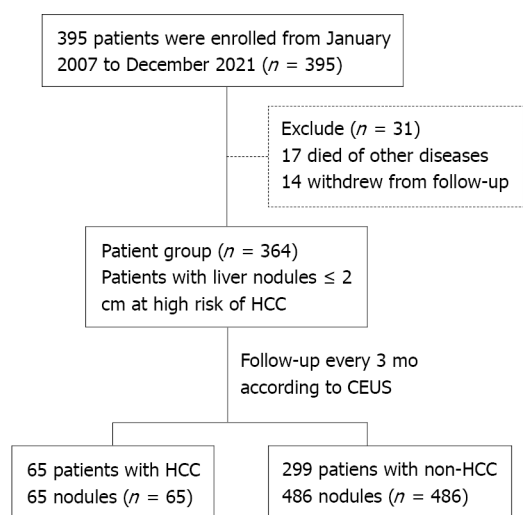 395 patients were enrolled from January
2007 to December 2021 (n = 395)
Exclude (n = 31)
17 died of other diseases
14 withdrew from follow-up
Patient group (n = 364)
Patients with liver nodules ≤ 2
cm at high risk of HCC
Follow-up every 3 mo
according to CEUS
65 patients with HCC
65 nodules (n = 65)
299 patiens with non-HCC
486 nodules (n = 486)